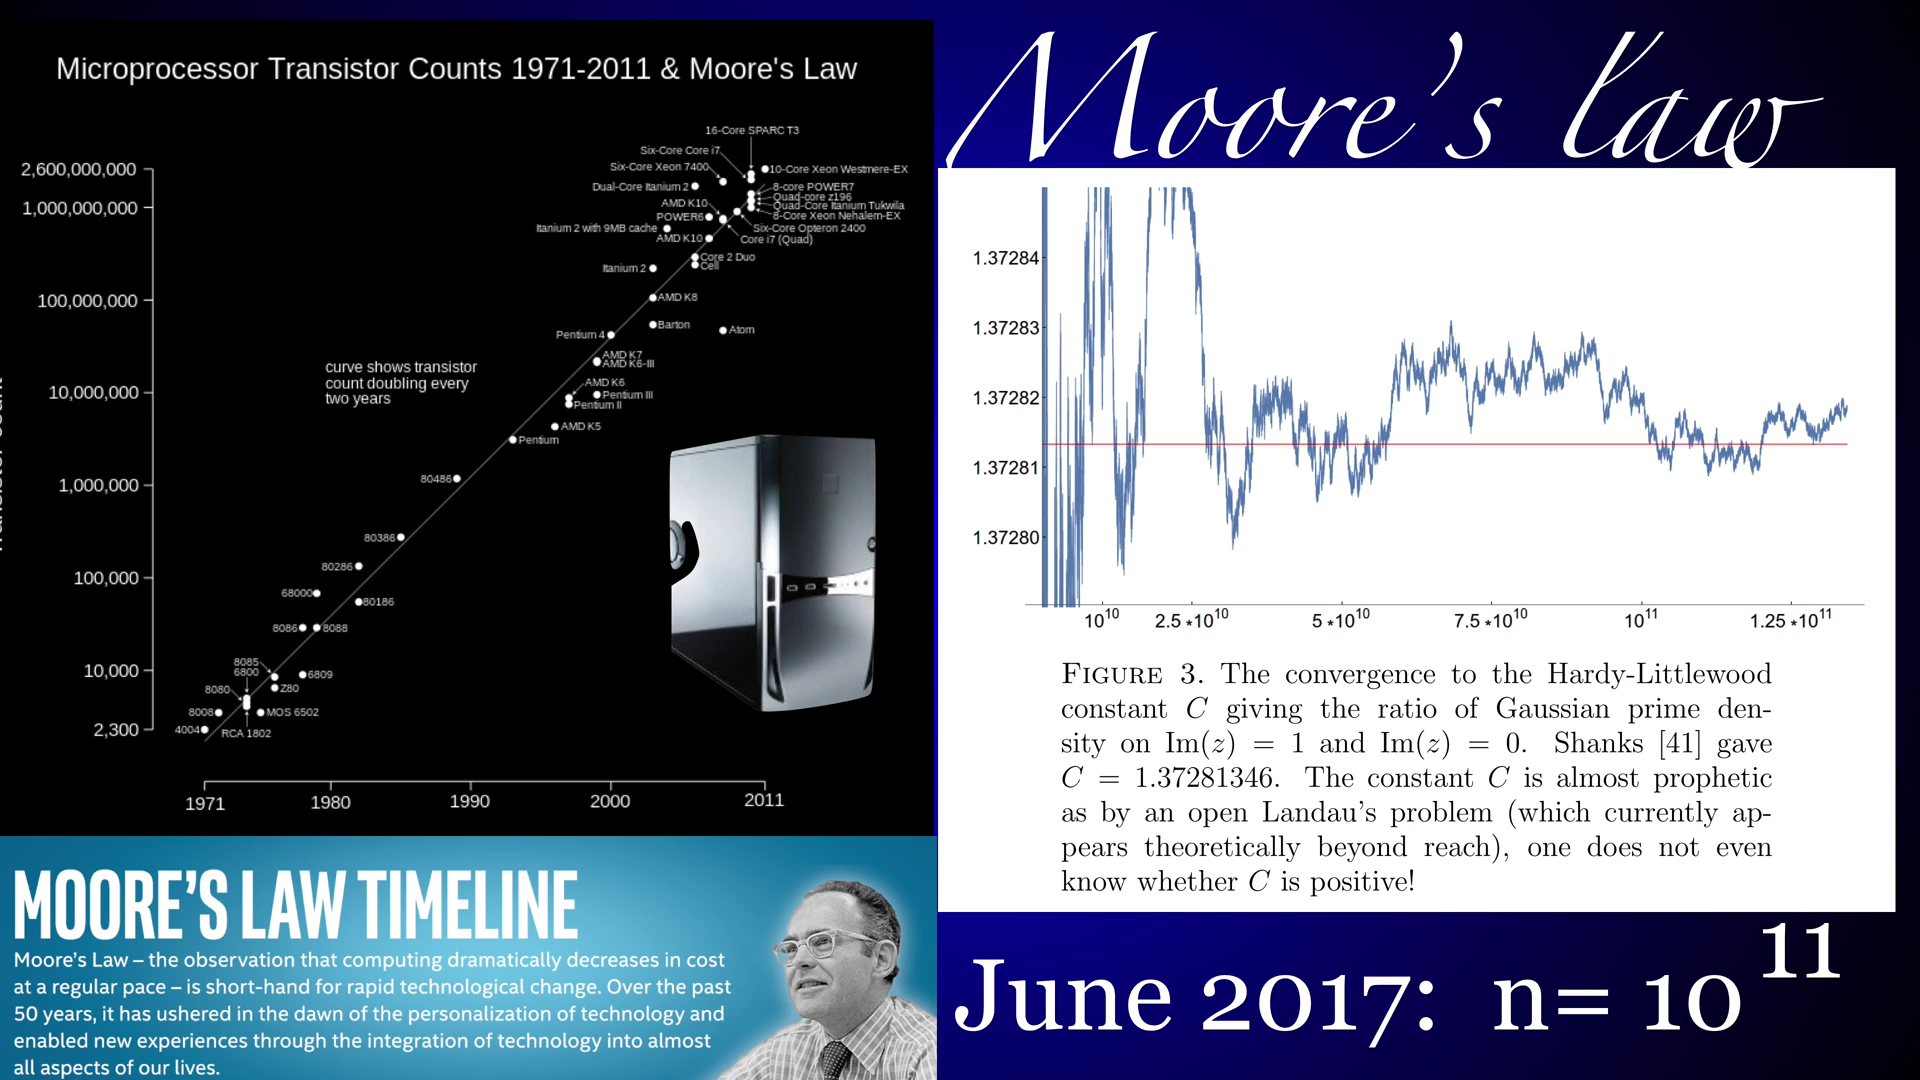 Microprocessor Transistor Counts 1971-2011 & Moore's Law
16-Core SPARC T3
Six-Core Core i7
Six-Core Xeon 7400
10-Core Xeon Westmere-EX
Dual-Core Itanium 2
8-core POWER7
Quad-core z196
Quad-Core Itanium Tukwila
8-Core Xeon Nehalem-EX
AMD K10
POWER6
Itanium 2 with 9MB cache
Six-Core Opteron 2400
AMD K10
Core i7 (Quad)
Core 2 Duo
Cell
Itanium 2
AMD K8
Barton
Atom
Pentium 4
AMD K7
AMD K6-III
AMD K6
Pentium III
Pentium II
AMD K5
Pentium
80486
80386
80286
68000
80186
8086
8088
8085
6800
6809
8080
Z80
8008
MOS 6502
4004
RCA 1802
2,600,000,000
1,000,000,000
100,000,000
10,000,000
1,000,000
100,000
10,000
2,300
curve shows transistor
count doubling every
two years
1971
1980
1990
2000
2011
MOORE'S LAW TIMELINE
Moore's Law – the observation that computing dramatically decreases in cost
at a regular pace – is short-hand for rapid technological change. Over the past
50 years, it has ushered in the dawn of the personalization of technology and
enabled new experiences through the integration of technology into almost
all aspects of our lives.
Moore's law
1.37284
1.37283
1.37282
1.37281
1.37280
10^10
2.5*10^10
5*10^10
7.5*10^10
10^11
1.25*10^11
FIGURE 3. The convergence to the Hardy-Littlewood
constant C giving the ratio of Gaussian prime den-
sity on Im(z) = 1 and Im(z) = 0. Shanks [41] gave
C = 1.37281346. The constant C is almost prophetic
as by an open Landau's problem (which currently ap-
pears theoretically beyond reach), one does not even
know whether C is positive!
June 2017: n= 10^11